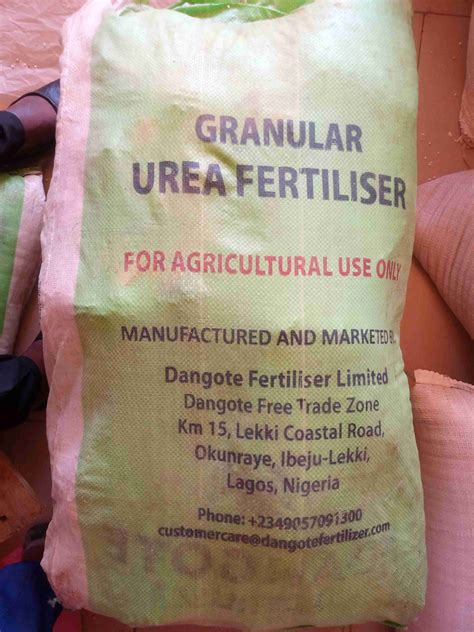 GRANULAR
UREA FERTILISER
FOR AGRICULTURAL USE ONLY
MANUFACTURED AND MARKETED
Dangote Fertiliser Limited
Dangote Free Trade Zone
Km 15, Lekki Coastal Road,
Okunraye, Ibeju-Lekki,
Lagos, Nigeria
Phone: +2349057091300
customercare@dangotefertilizer.com